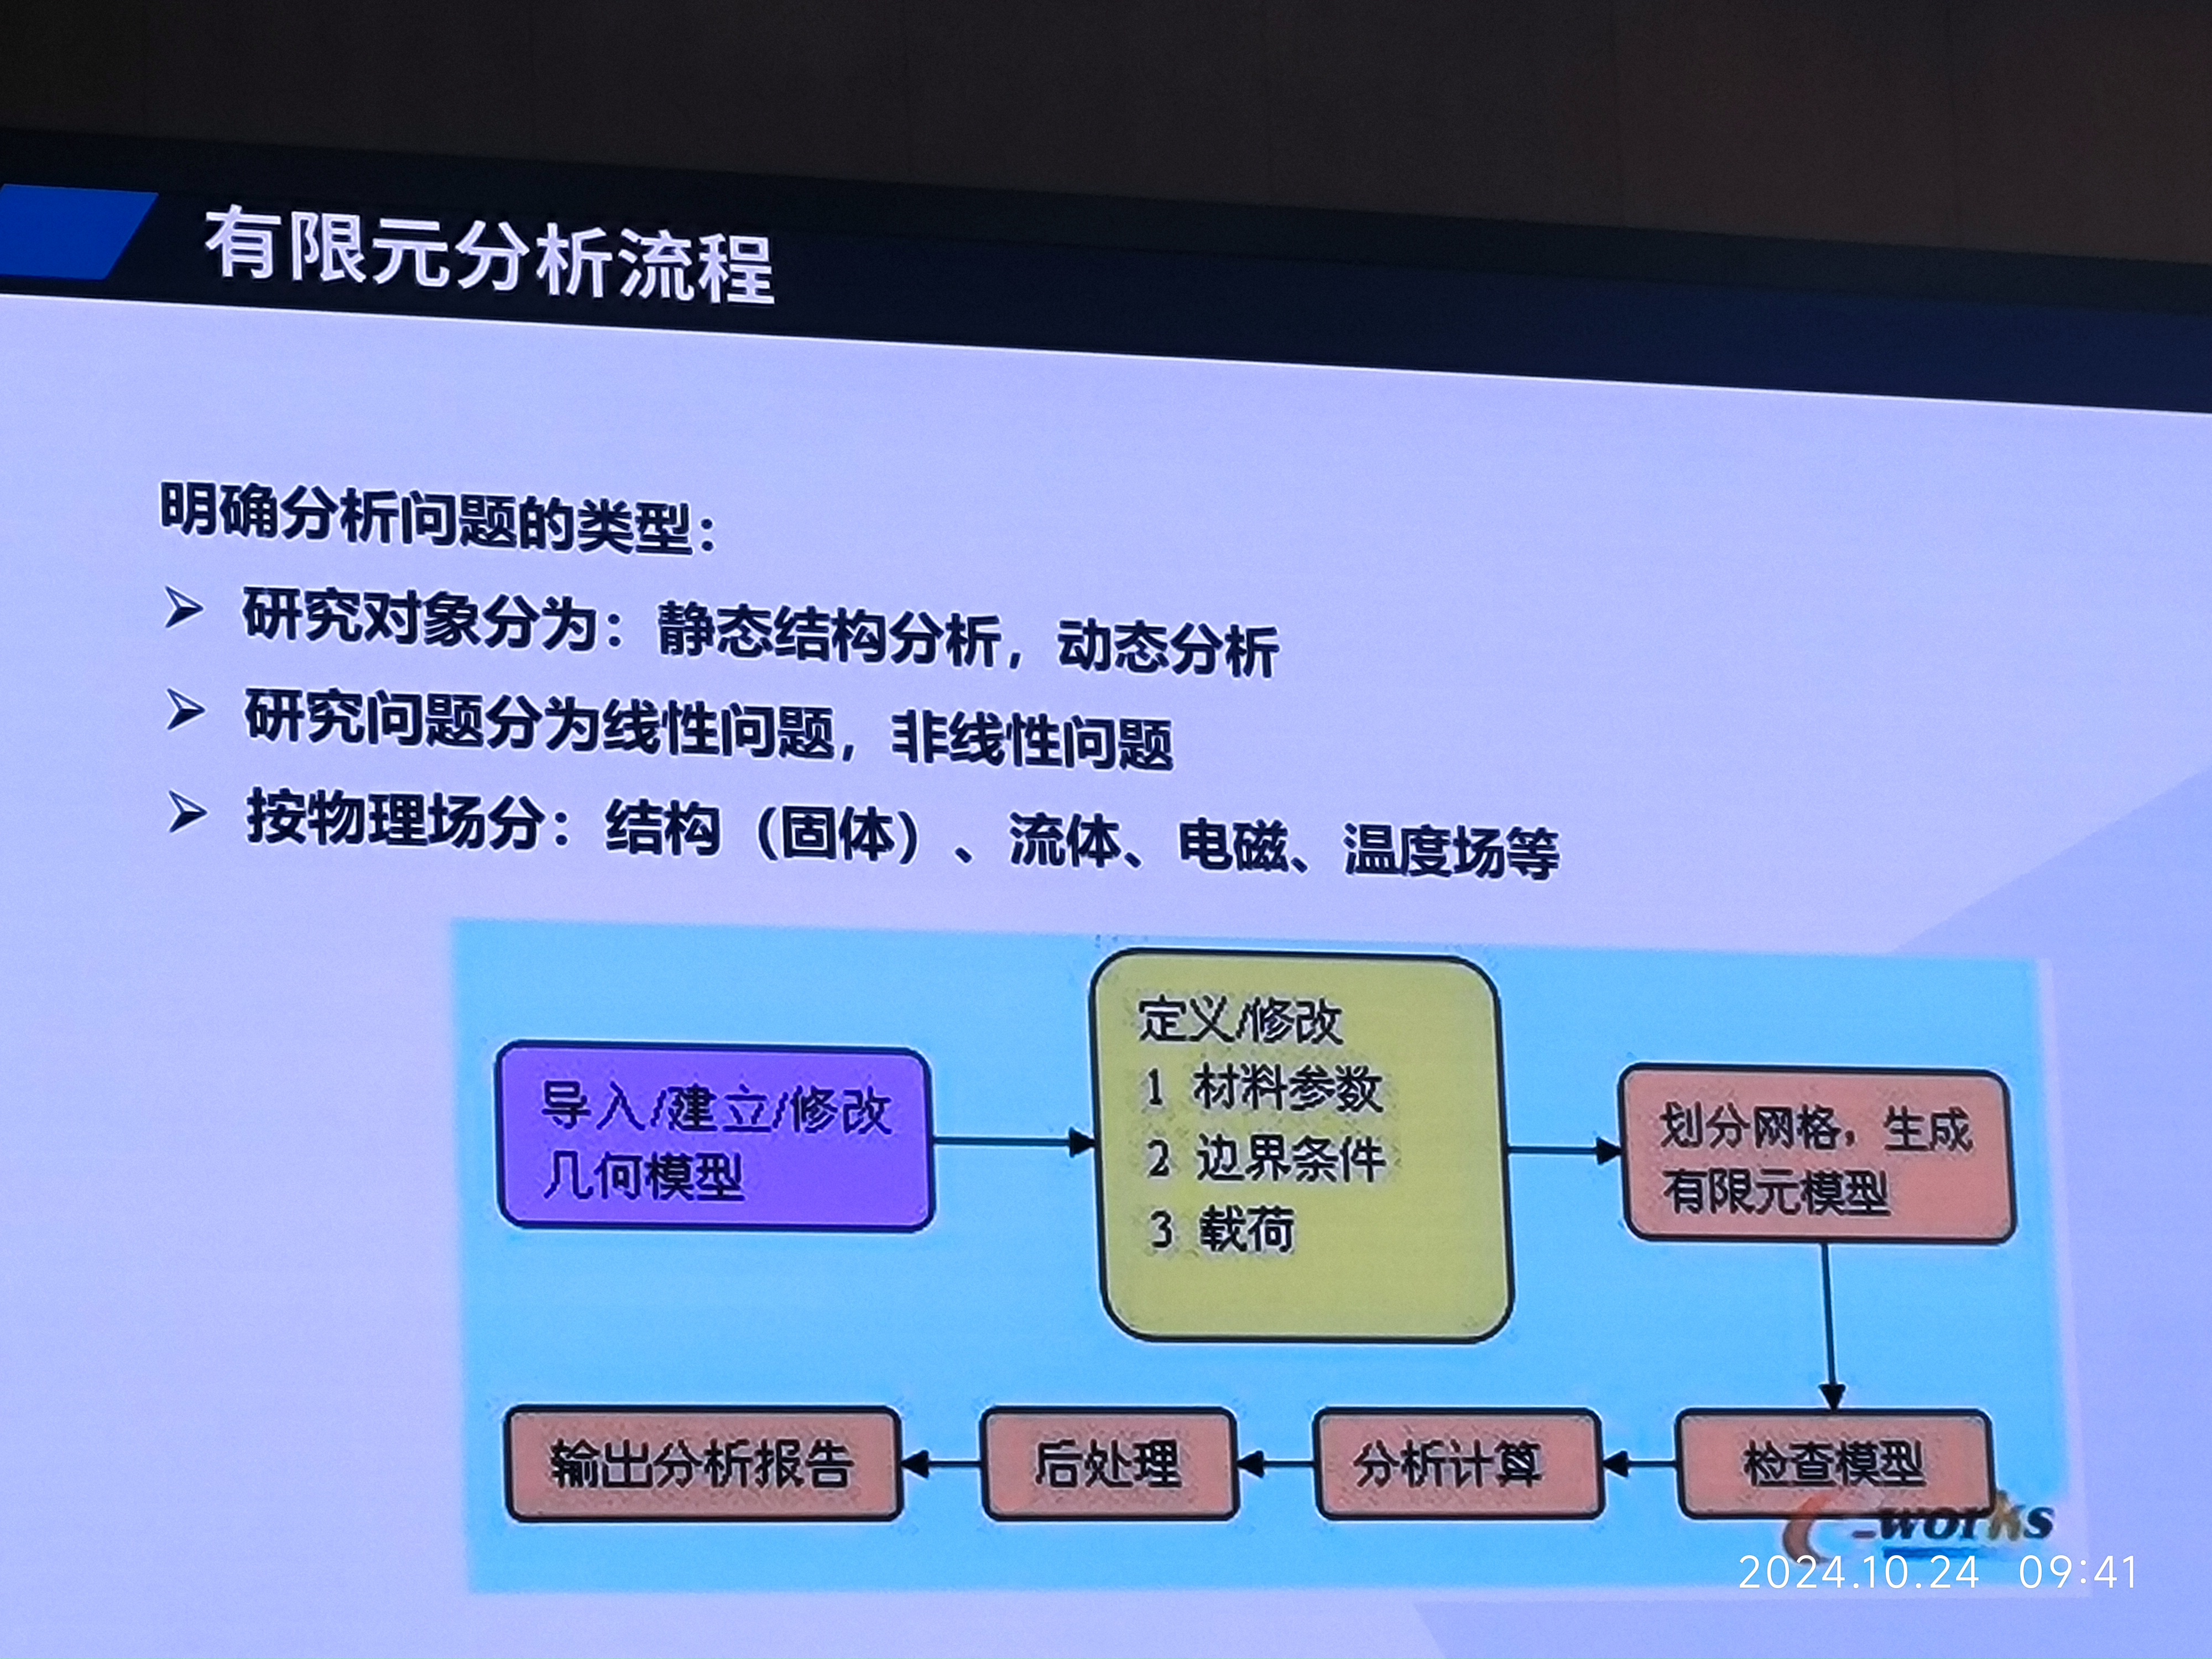 有限元分析流程
明确分析问题的类型：
研究对象分为：静态结构分析，动态分析
研究问题分为线性问题，非线性问题
按物理场分：结构（固体）、流体、电磁、温度场等
导入/建立/修改
几何模型
定义/修改
1 材料参数
2 边界条件
3 载荷
划分网格，生成
有限元模型
检查模型
分析计算
后处理
输出分析报告
e-works
2024.10.24 09:41